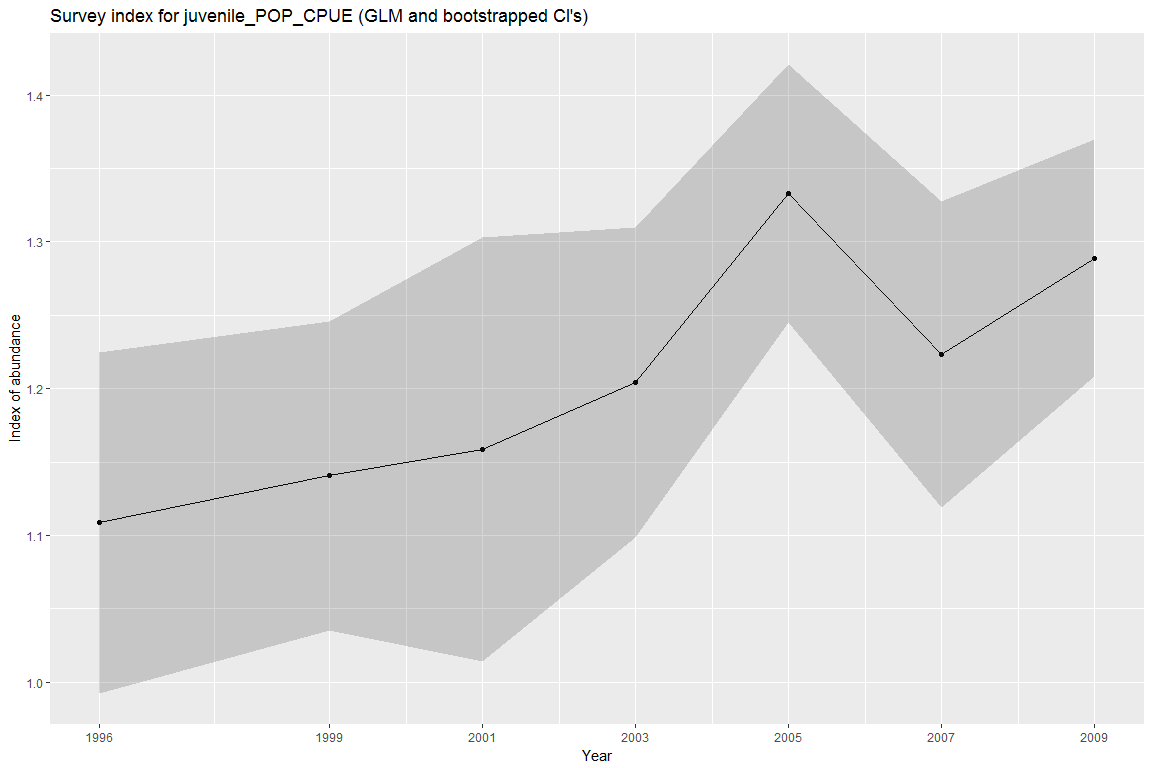 Survey index for juvenile_POP_CPUE (GLM and bootstrapped CI's)
Index of abundance
1.4
1.3
1.2
1.1
1.0
1996 1999 2001 2003 2005 2007 2009
Year